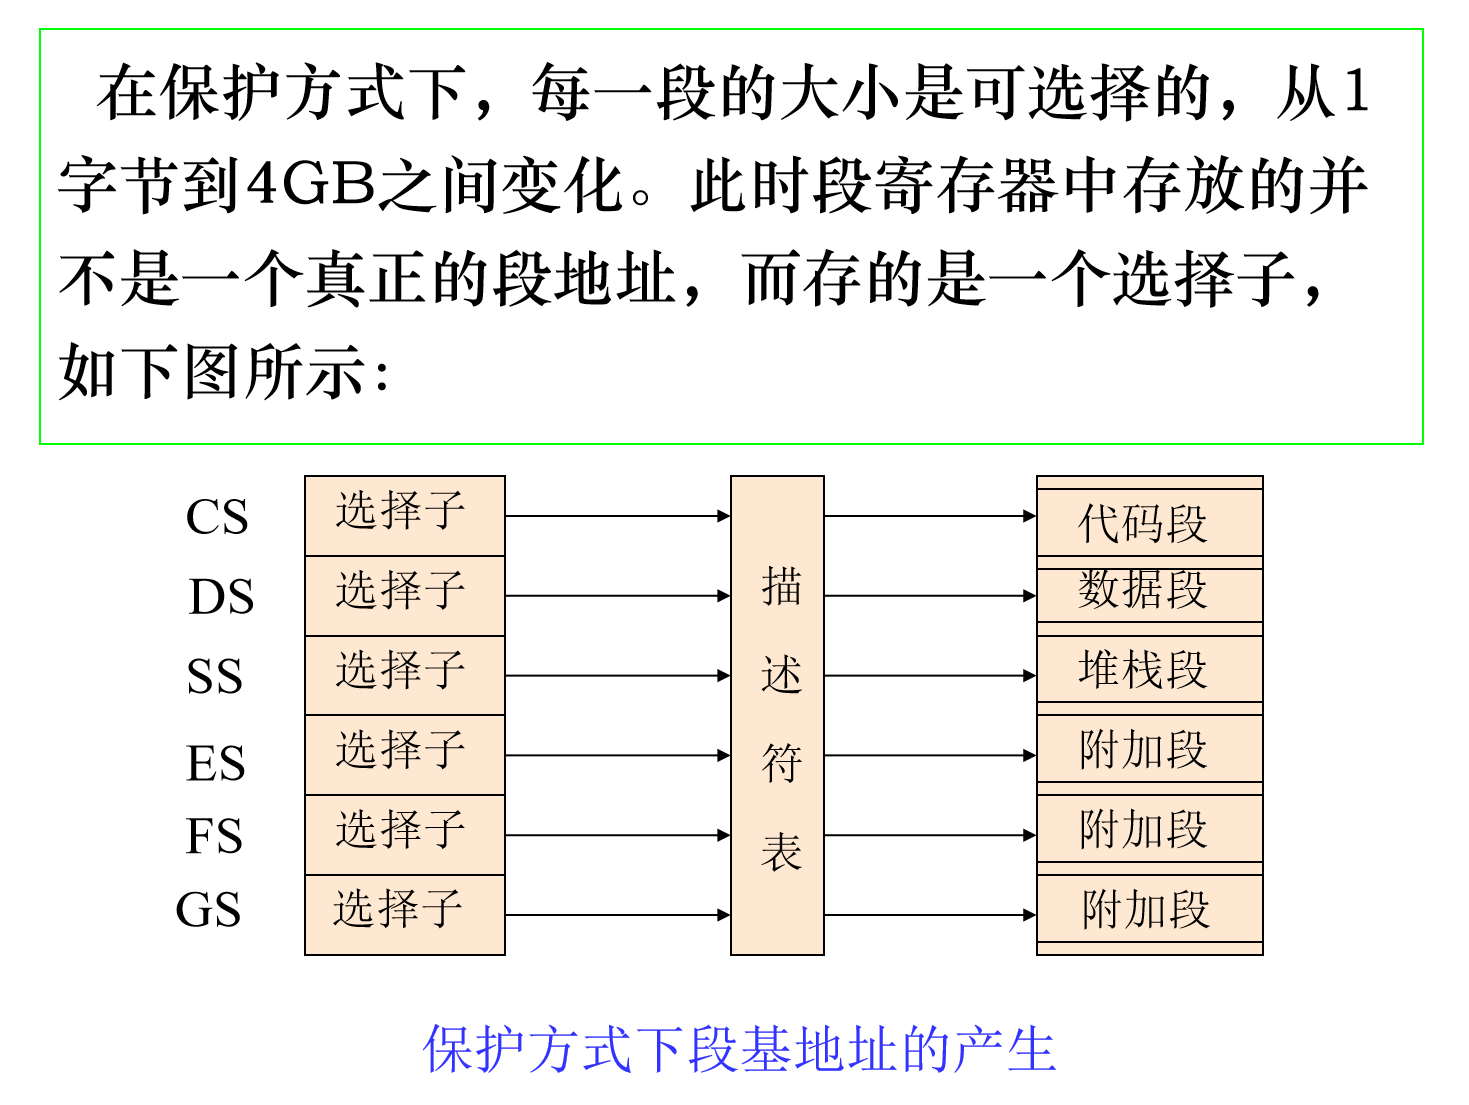 在保护方式下，每一段的大小是可选择的，从1
字节到4GB之间变化。此时段寄存器中存放的并
不是一个真正的段地址，而存的是一个选择子，
如下图所示：
CS 选择子 代码段
DS 选择子 数据段
SS 选择子 堆栈段
ES 选择子 附加段
FS 选择子 附加段
GS 选择子 附加段
描
述
符
表
保护方式下段基地址的产生